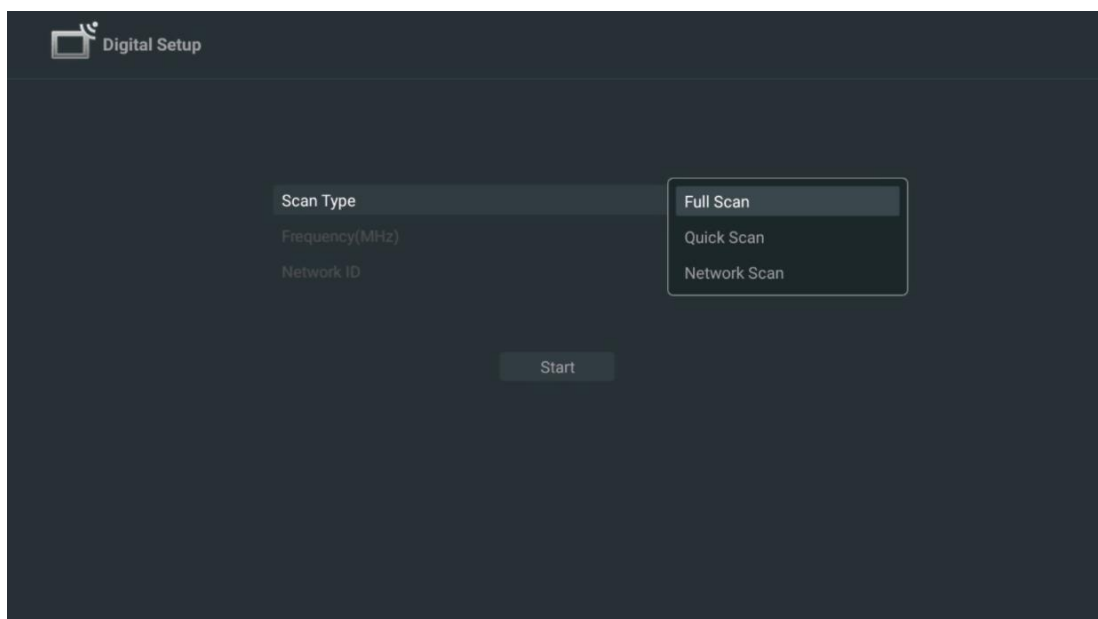 Digital Setup
Scan Type
Full Scan
Frequency(MHz)
Quick Scan
Network ID
Network Scan
Start